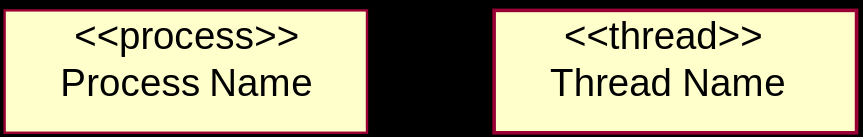 <<process>>
Process Name
<<thread>>
Thread Name